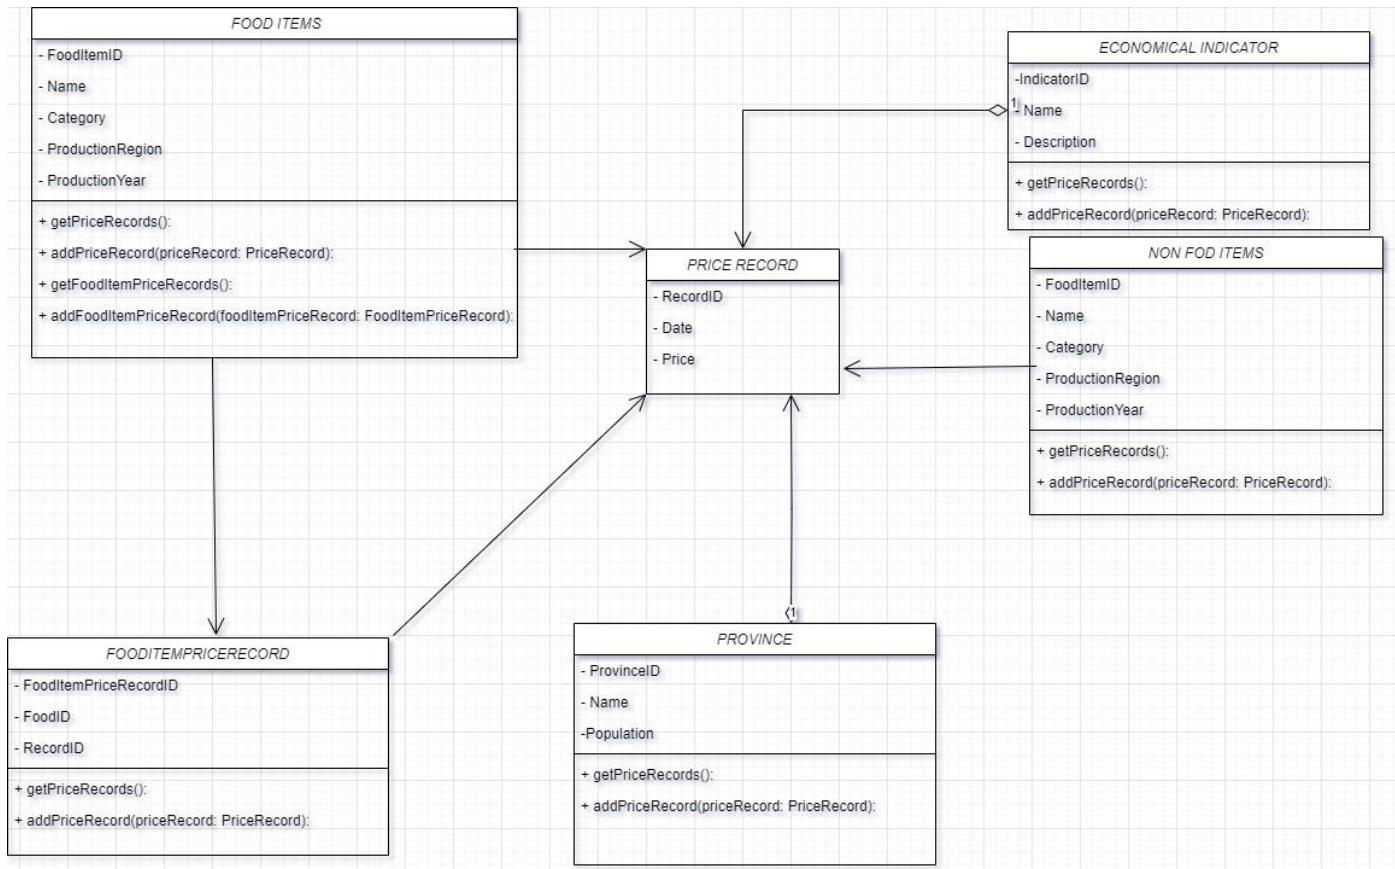 FOOD ITEMS
- FoodItemID
- Name
- Category
- ProductionRegion
- ProductionYear
+ getPriceRecords():
+ addPriceRecord(priceRecord: PriceRecord):
+ getFoodItemPriceRecords():
+ addFoodItemPriceRecord(foodItemPriceRecord: FoodItemPriceRecord):
ECONOMICAL INDICATOR
-IndicatorID
1
- Name
- Description
+ getPriceRecords():
+ addPriceRecord(priceRecord: PriceRecord):
PRICE RECORD
- RecordID
- Date
- Price
NON FOD ITEMS
- FoodItemID
- Name
- Category
- ProductionRegion
- ProductionYear
+ getPriceRecords():
+ addPriceRecord(priceRecord: PriceRecord):
FOODITEMPRICERECORD
- FoodItemPriceRecordID
- FoodID
- RecordID
+ getPriceRecords():
+ addPriceRecord(priceRecord: PriceRecord):
1
PROVINCE
- ProvinceID
- Name
-Population
+ getPriceRecords():
+ addPriceRecord(priceRecord: PriceRecord):